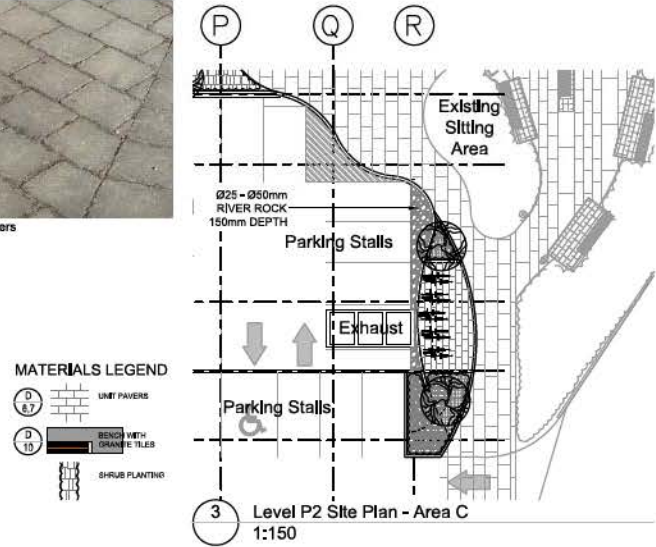 P
Q
R
Existing
Sitting
Area
Ø25 - Ø50mm
RIVER ROCK
150mm DEPTH
Parking Stalls
ers
Exhaust
MATERIALS LEGEND
D
6,7
UNIT PAVERS
Parking Stalls
D
10
BENCH WITH
GRANITE TILES
SHRUB PLANTING
3
Level P2 Site Plan - Area C
1:150